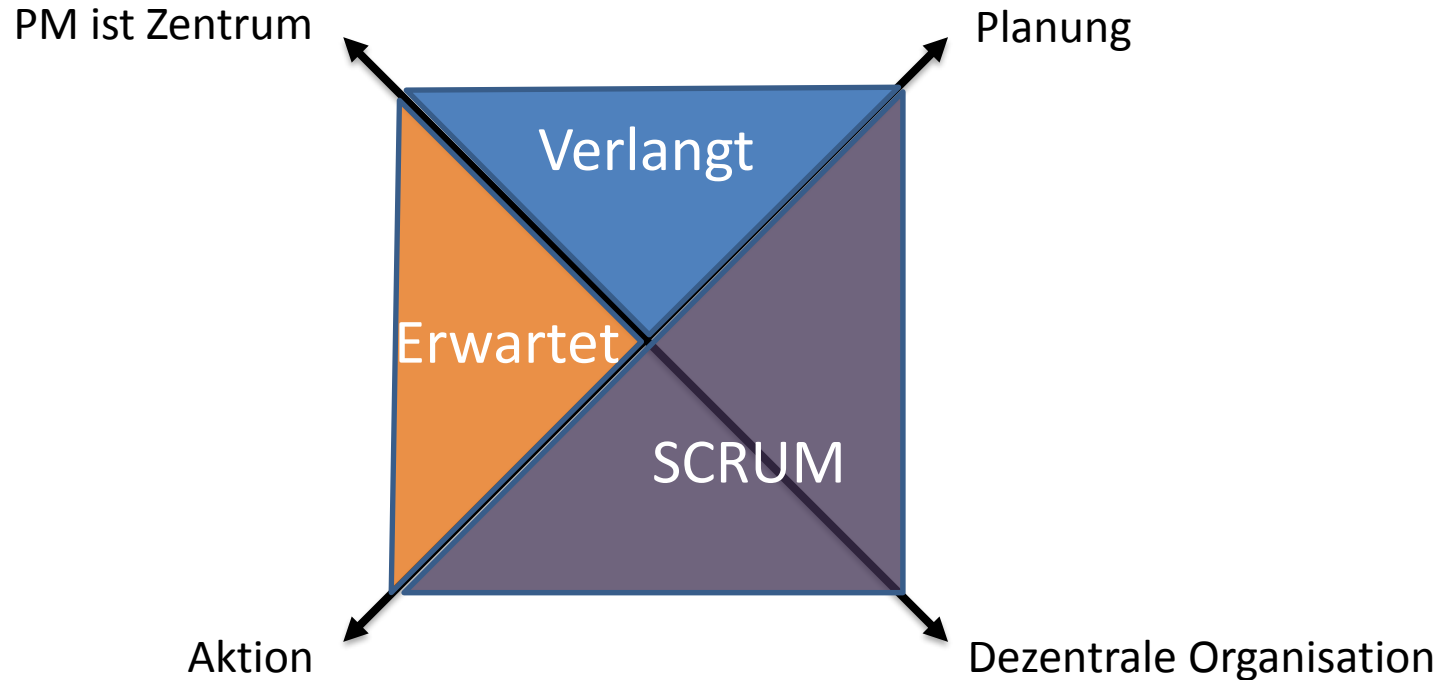 PM ist Zentrum
Planung
Verlangt
Erwartet
SCRUM
Aktion
Dezentrale Organisation